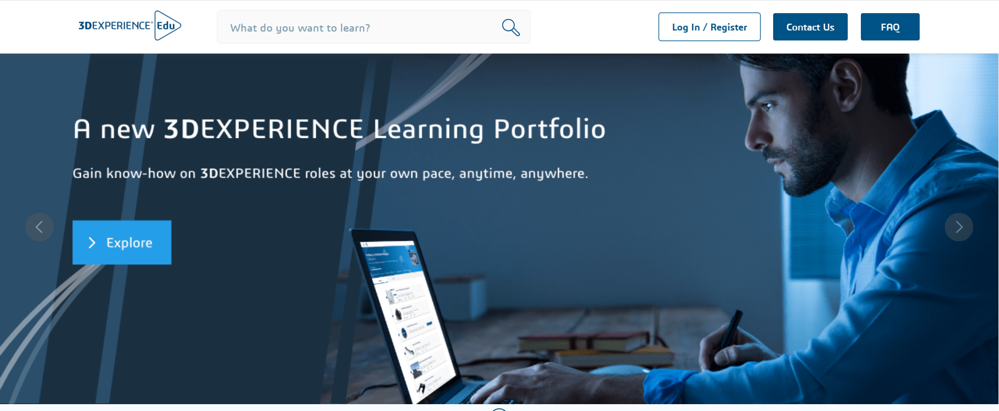 3DEXPERIENCE® Edu
What do you want to learn?
Log In / Register
Contact Us
FAQ
A new 3DEXPERIENCE Learning Portfolio
Gain know-how on 3DEXPERIENCE roles at your own pace, anytime, anywhere.
Explore